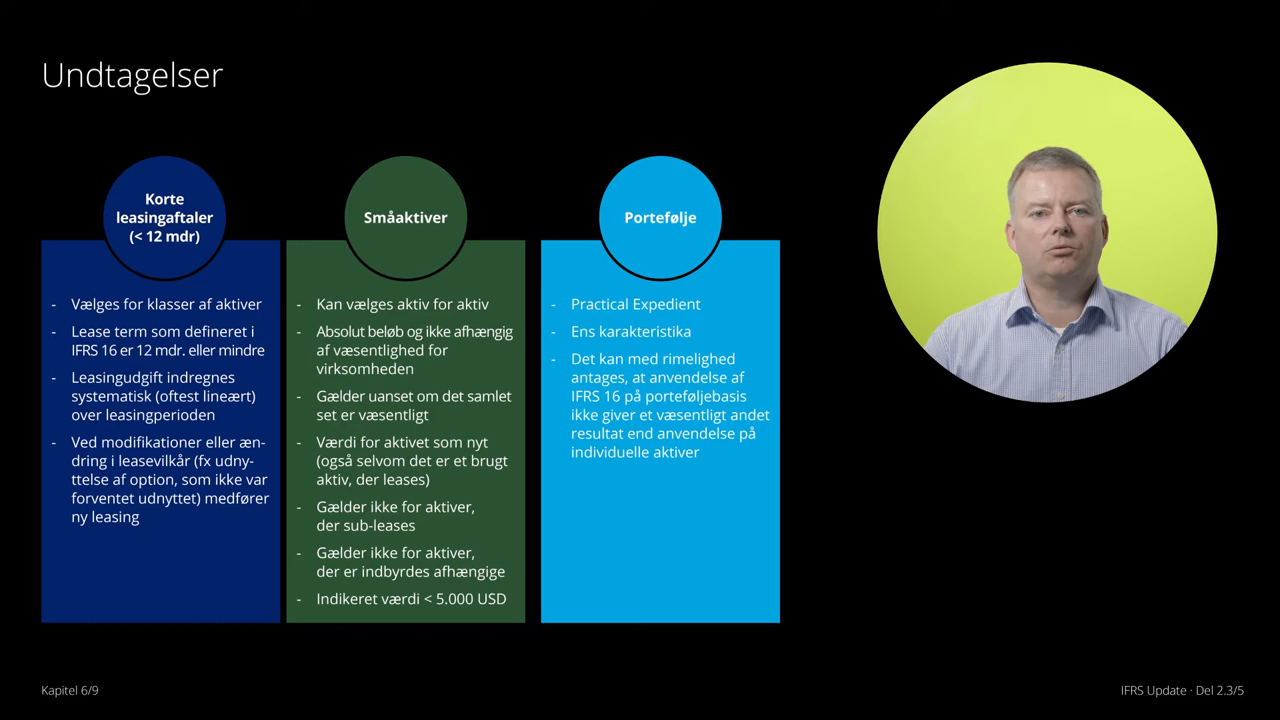 Undtagelser
Korte
leasingaftaler
(< 12 mdr)
- Vælges for klasser af aktiver
- Lease term som defineret i
IFRS 16 er 12 mdr. eller mindre
- Leasingudgift indregnes
systematisk (oftest lineært)
over leasingperioden
- Ved modifikationer eller æn-
dring i leasevilkår (fx udny-
ttelse af option, som ikke var
forventet udnyttet) medfører
ny leasing
Småaktiver
- Kan vælges aktiv for aktiv
- Absolut beløb og ikke afhængig
af væsentlighed for
virksomheden
- Gælder uanset om det samlet
set er væsentligt
- Værdi for aktivet som nyt
(også selvom det er et brugt
aktiv, der leases)
- Gælder ikke for aktiver,
der sub-leases
- Gælder ikke for aktiver,
der er indbyrdes afhængige
- Indikeret værdi < 5.000 USD
Portefølje
- Practical Expedient
- Ens karakteristika
- Det kan med rimelighed
antages, at anvendelse af
IFRS 16 på porteføljebasis
ikke giver et væsentligt andet
resultat end anvendelse på
individuelle aktiver
Kapitel 6/9
IFRS Update · Del 2.3/5